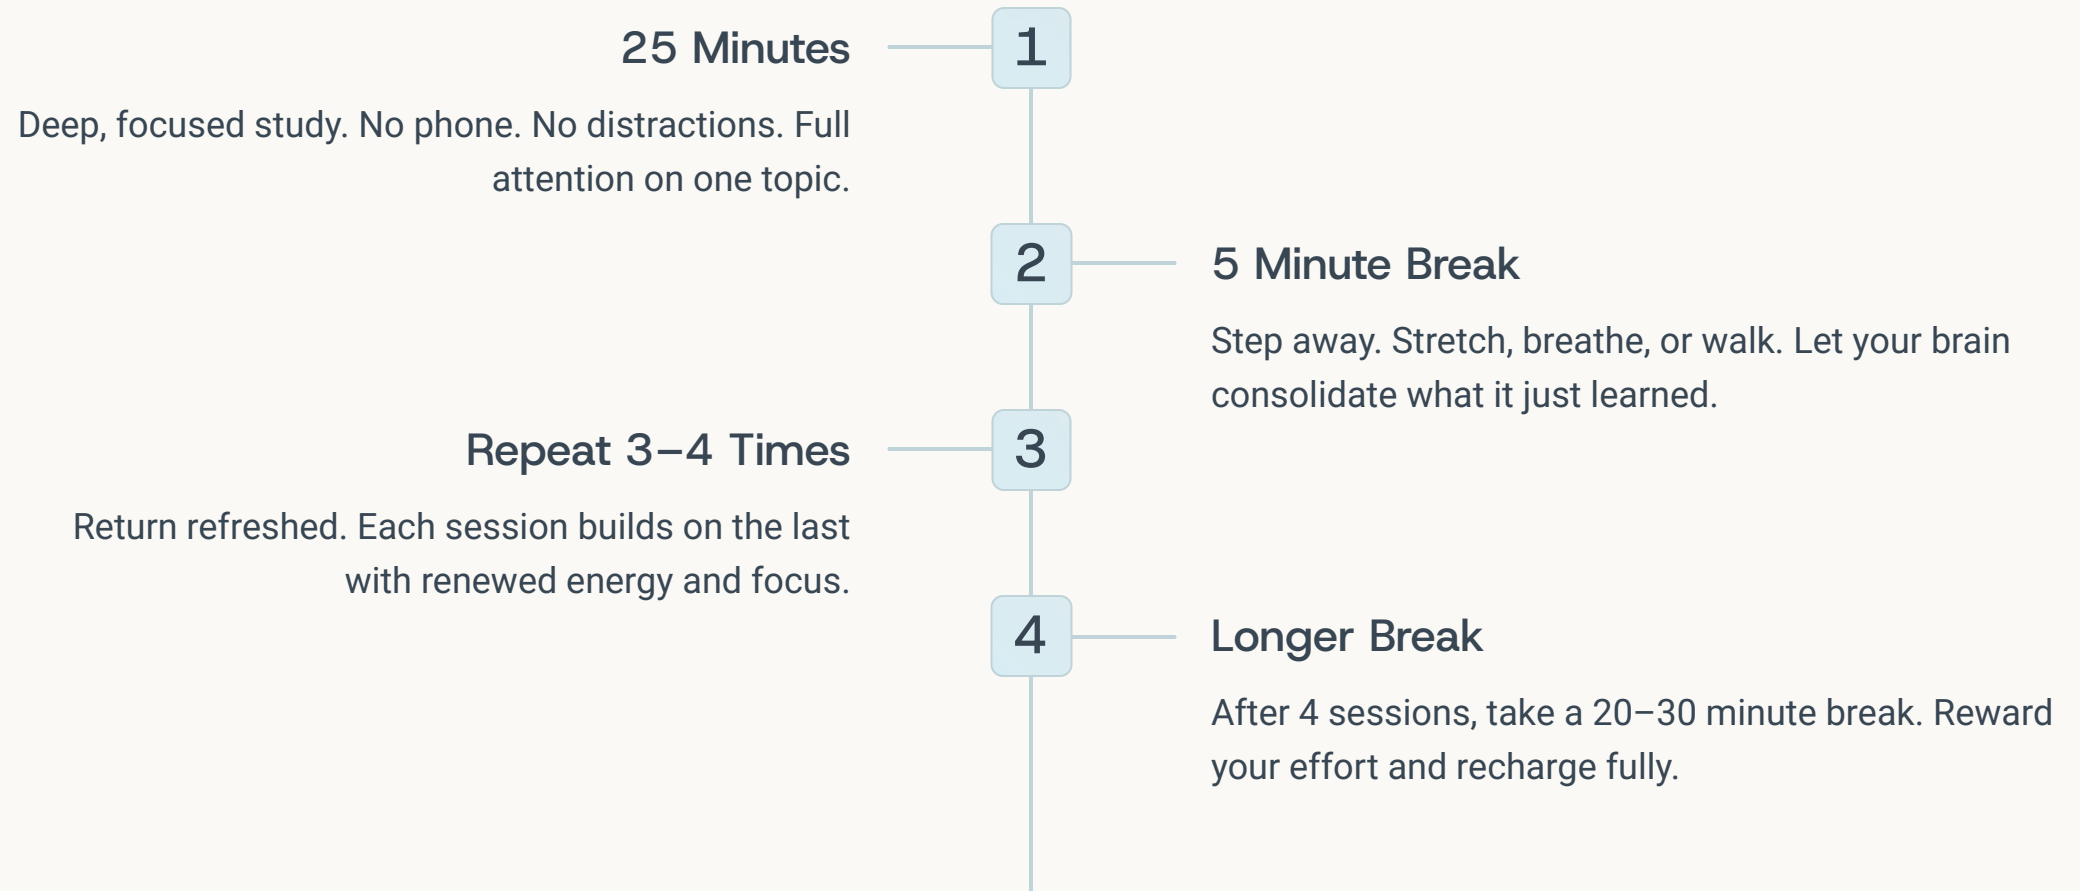 1
25 Minutes
Deep, focused study. No phone. No distractions. Full
attention on one topic.
2
5 Minute Break
Step away. Stretch, breathe, or walk. Let your brain
consolidate what it just learned.
3
Repeat 3–4 Times
Return refreshed. Each session builds on the last
with renewed energy and focus.
4
Longer Break
After 4 sessions, take a 20–30 minute break. Reward
your effort and recharge fully.